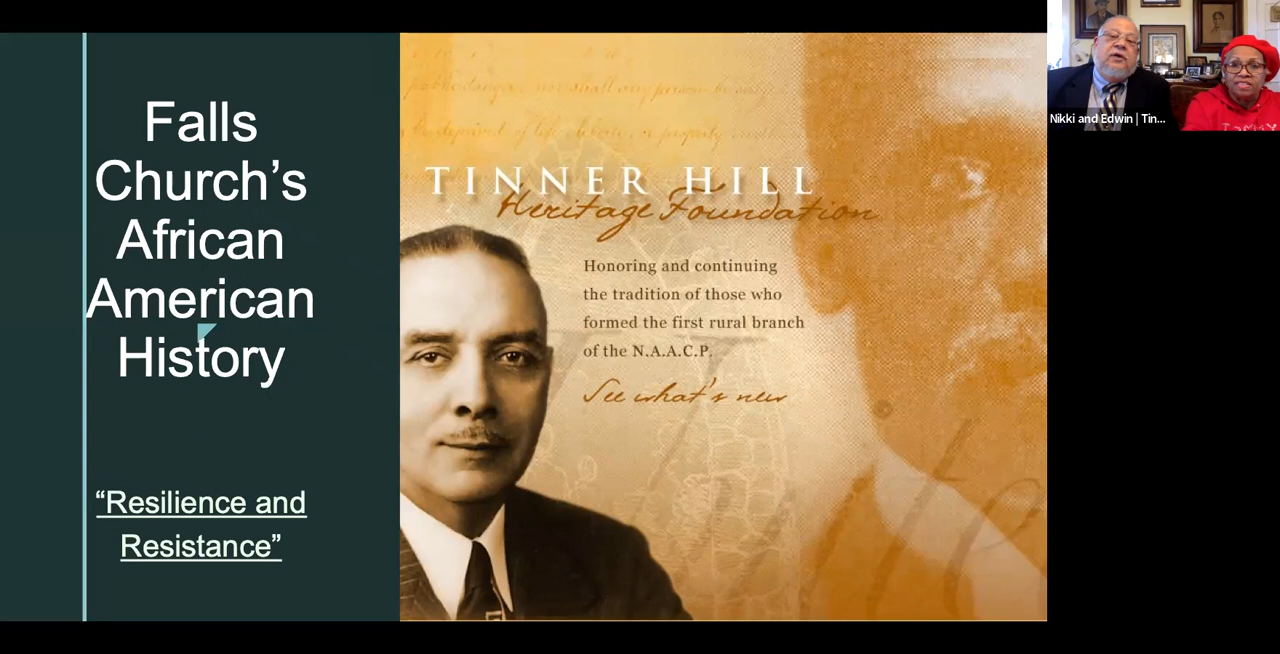 Falls
Church’s
African
American
History
“Resilience and
Resistance”
TINNER HILL
Heritage Foundation
Honoring and continuing
the tradition of those who
formed the first rural branch
of the N.A.A.C.P.
See what's new
Nikki and Edwin | Tin...
TOMMY